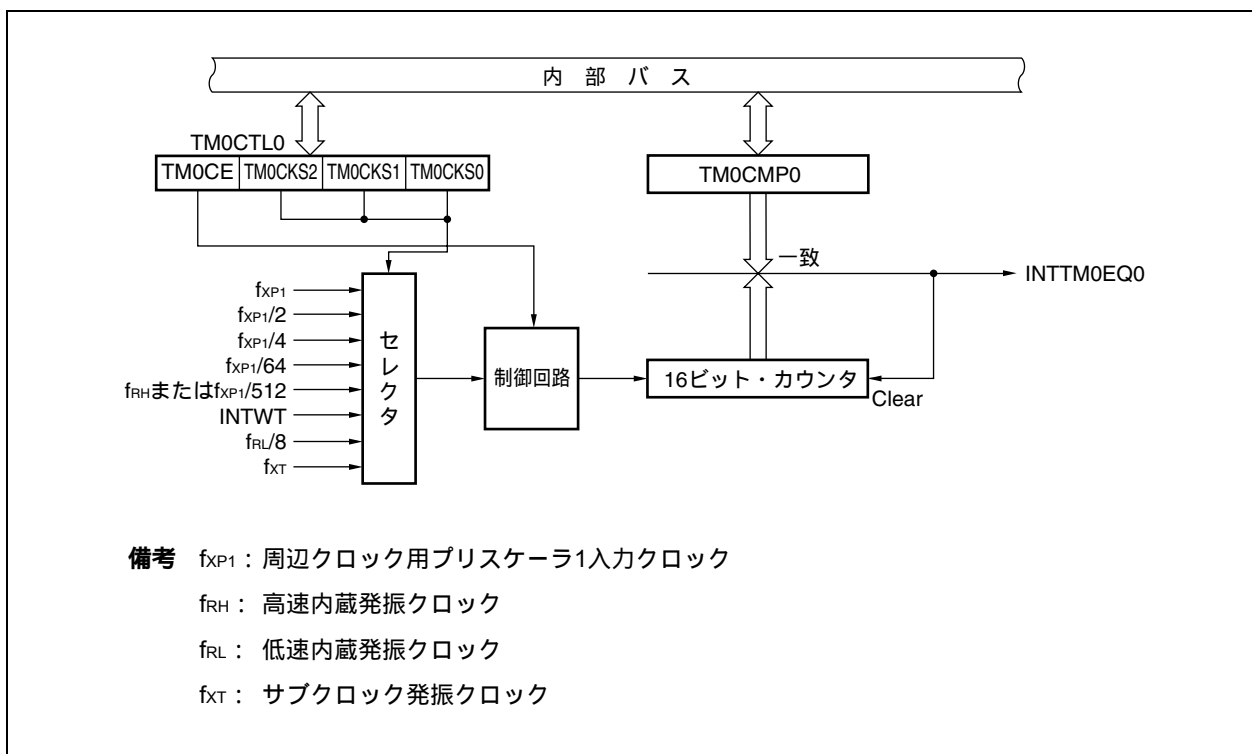 内 部 バ ス
TM0CTL0
TM0CE TM0CKS2 TM0CKS1 TM0CKS0
TM0CMP0
一致
INTTM0EQ0
fXP1
fXP1/2
fXP1/4
fXP1/64
fRHまたはfXP1/512
INTWT
fRL/8
fXT
セレクタ
制御回路
16ビット・カウンタ
Clear
備考 fXP1 : 周辺クロック用プリスケーラ1入力クロック
fRH : 高速内蔵発振クロック
fRL : 低速内蔵発振クロック
fXT : サブクロック発振クロック